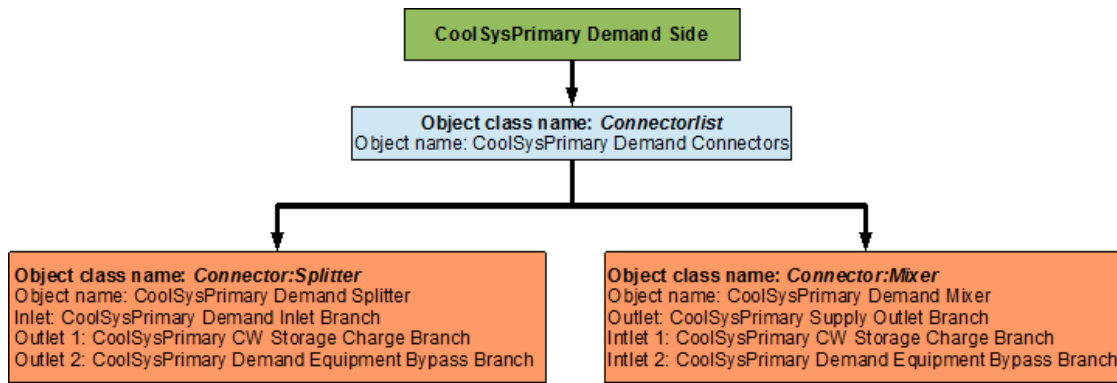 CoolSysPrimary Demand Side
Object class name: Connectorlist
Object name: CoolSysPrimary Demand Connectors
Object class name: Connector:Splitter
Object name: CoolSysPrimary Demand Splitter
Inlet: CoolSysPrimary Demand Inlet Branch
Outlet 1: CoolSysPrimary CW Storage Charge Branch
Outlet 2: CoolSysPrimary Demand Equipment Bypass Branch
Object class name: Connector:Mixer
Object name: CoolSysPrimary Demand Mixer
Outlet: CoolSysPrimary Supply Outlet Branch
Intlet 1: CoolSysPrimary CW Storage Charge Branch
Intlet 2: CoolSysPrimary Demand Equipment Bypass Branch